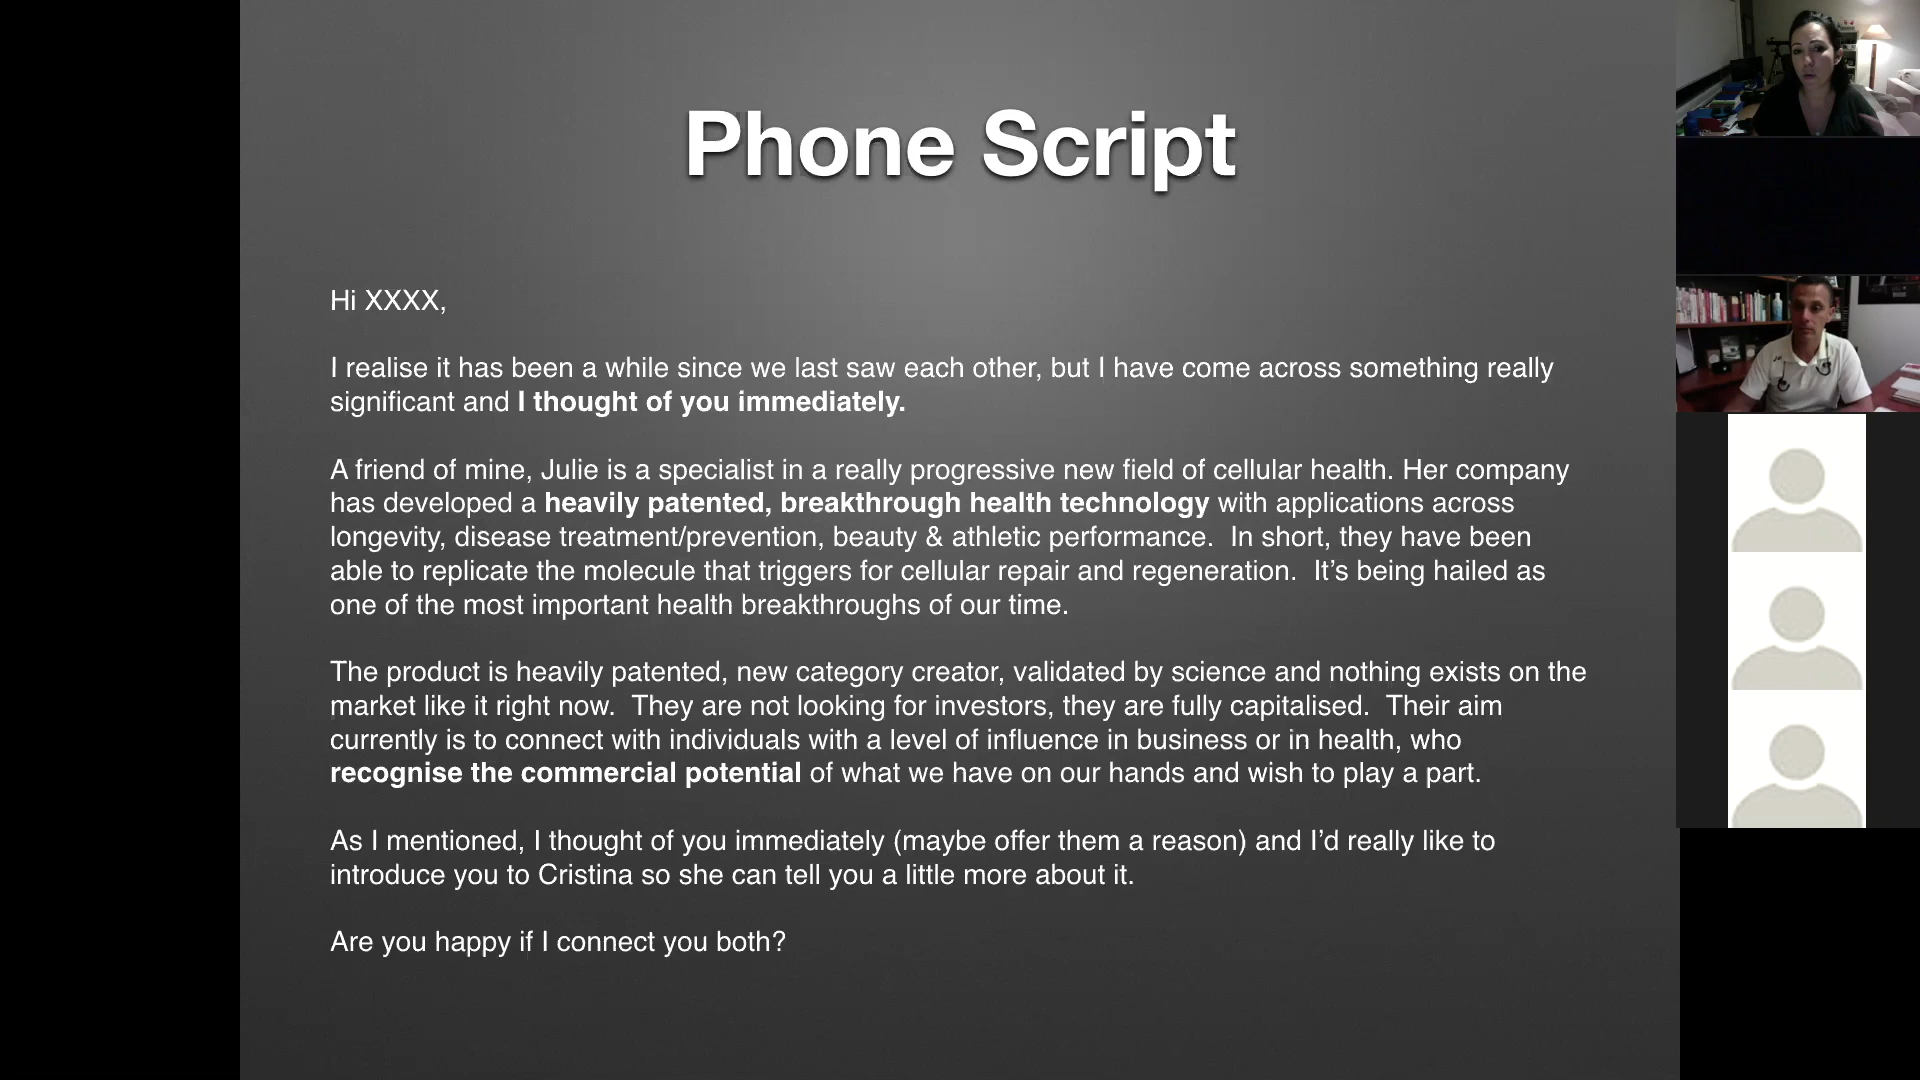 Phone Script
Hi XXXX,
I realise it has been a while since we last saw each other, but I have come across something really
significant and I thought of you immediately.
A friend of mine, Julie is a specialist in a really progressive new field of cellular health. Her company
has developed a heavily patented, breakthrough health technology with applications across
longevity, disease treatment/prevention, beauty & athletic performance.  In short, they have been
able to replicate the molecule that triggers for cellular repair and regeneration.  It’s being hailed as
one of the most important health breakthroughs of our time.
The product is heavily patented, new category creator, validated by science and nothing exists on the
market like it right now.  They are not looking for investors, they are fully capitalised.  Their aim
currently is to connect with individuals with a level of influence in business or in health, who
recognise the commercial potential of what we have on our hands and wish to play a part.
As I mentioned, I thought of you immediately (maybe offer them a reason) and I’d really like to
introduce you to Cristina so she can tell you a little more about it.
Are you happy if I connect you both?